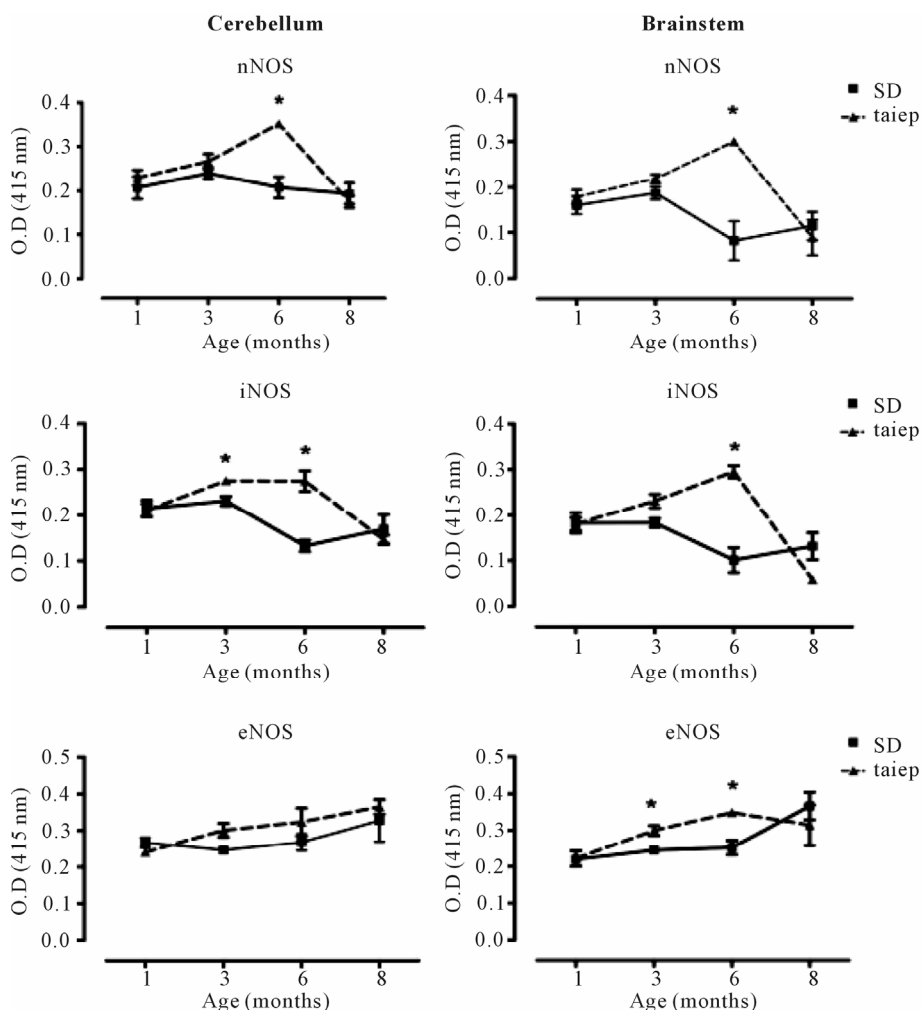 Cerebellum
nNOS
O.D (415 nm)
0.4
0.3
0.2
0.1
0.0
*
1 3 6 8
Age (months)
Brainstem
nNOS
O.D (415 nm)
0.4
0.3
0.2
0.1
0.0
*
1 3 6 8
Age (months)
SD
taiep
iNOS
O.D (415 nm)
0.4
0.3
0.2
0.1
0.0
* *
1 3 6 8
Age (months)
iNOS
O.D (415 nm)
0.4
0.3
0.2
0.1
0.0
*
1 3 6 8
Age (months)
SD
taiep
eNOS
O.D (415 nm)
0.5
0.4
0.3
0.2
0.1
0.0
1 3 6 8
Age (months)
eNOS
O.D (415 nm)
0.5
0.4
0.3
0.2
0.1
0.0
* *
1 3 6 8
Age (months)
SD
taiep